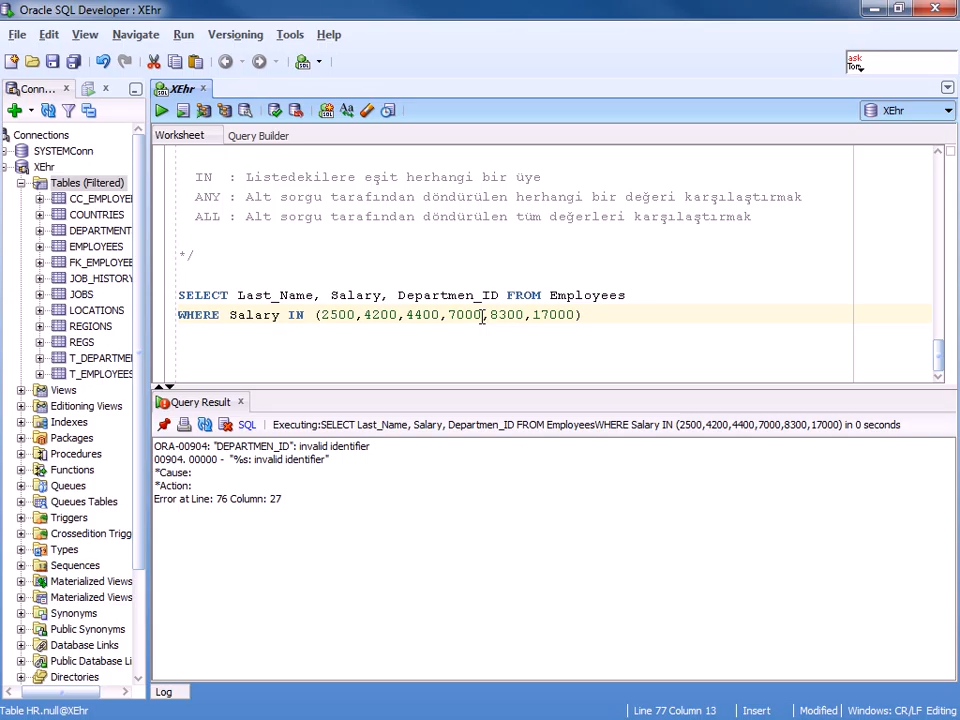 Oracle SQL Developer : XEhr
File Edit View Navigate Run Versioning Tools Help
ask
Tom
Conn...
XEhr
XEhr
Worksheet Query Builder
Connections
SYSTEMConn
XEhr
Tables (Filtered)
CC_EMPLOYE
COUNTRIES
DEPARTMENT
EMPLOYEES
FK_EMPLOYEE
JOB_HISTORY
JOBS
LOCATIONS
REGIONS
REGS
T_DEPARTME
T_EMPLOYEES
Views
Editioning Views
Indexes
Packages
Procedures
Functions
Queues
Queues Tables
Triggers
Crossedition Trigg
Types
Sequences
Materialized Views
Materialized Views
Synonyms
Public Synonyms
Database Links
Public Database Li
Directories
IN : Listedekilere eşit herhangi bir üye
ANY : Alt sorgu tarafından döndürülen herhangi bir değeri karşılaştırmak
ALL : Alt sorgu tarafından döndürülen tüm değerleri karşılaştırmak
*/
SELECT Last_Name, Salary, Departmen_ID FROM Employees
WHERE Salary IN (2500,4200,4400,7000,8300,17000)
Query Result
SQL Executing:SELECT Last_Name, Salary, Departmen_ID FROM EmployeesWHERE Salary IN (2500,4200,4400,7000,8300,17000) in 0 seconds
ORA-00904: "DEPARTMEN_ID": invalid identifier
00904. 00000 - "%s: invalid identifier"
*Cause:
*Action:
Error at Line: 76 Column: 27
Log
Table HR.null@XEhr
Line 77 Column 13 Insert Modified Windows: CR/LF Editing